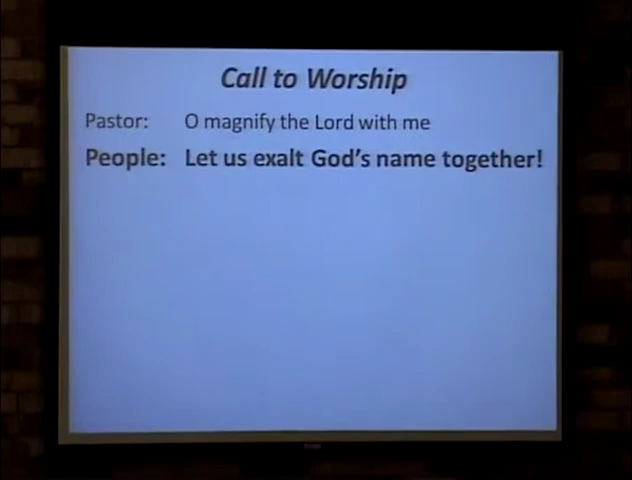 Call to Worship
Pastor: O magnify the Lord with me
People: Let us exalt God's name together!